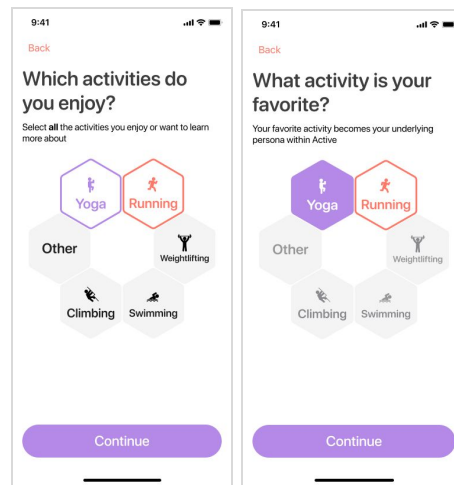 9:41
Back
Which activities do
you enjoy?
Select all the activities you enjoy or want to learn
more about
Yoga
Running
Other
Weightlifting
Climbing
Swimming
Continue
9:41
Back
What activity is your
favorite?
Your favorite activity becomes your underlying
persona within Active
Yoga
Running
Other
Weightlifting
Climbing
Swimming
Continue